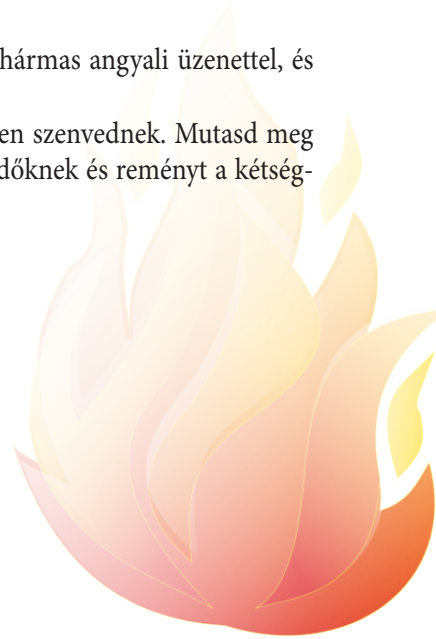 hármas angyali üzenettel, és
en szenvednek. Mutasd meg
dőknek és reményt a kétség-